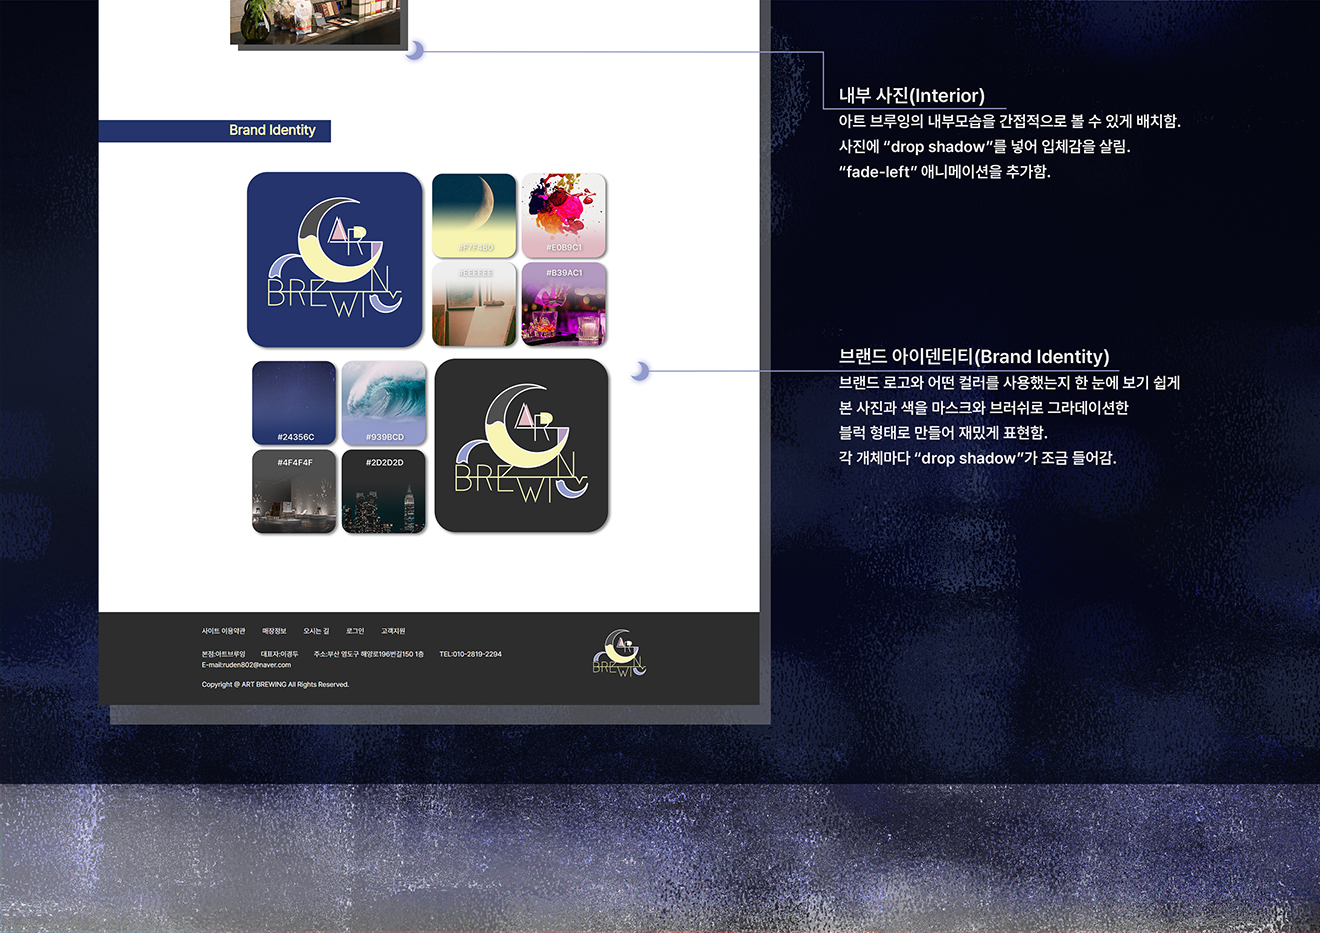 내부 사진(Interior)
아트 브루잉의 내부모습을 간접적으로 볼 수 있게 배치함.
사진에 “drop shadow”를 넣어 입체감을 살림.
“fade-left” 애니메이션을 추가함.
Brand Identity
ART
BREWING
#F7F4B0
#E0B9C1
#EEEEEE
#B39AC1
브랜드 아이덴티티(Brand Identity)
브랜드 로고와 어떤 컬러를 사용했는지 한 눈에 보기 쉽게
본 사진과 색을 마스크와 브러쉬로 그라데이션한
블럭 형태로 만들어 재밌게 표현함.
각 개체마다 “drop shadow”가 조금 들어감.
#24356C
#939BCD
#4F4F4F
#2D2D2D
ART
BREWING
사이트 이용약관 매장정보 오시는 길 로그인 고객지원
본점:아트브루잉 대표자:이경두 주소:부산 영도구 해양로196번길150 1층 TEL:010-2819-2294
E-mail:ruden802@naver.com
Copyright @ ART BREWING All Rights Reserved.
ART
BREWING